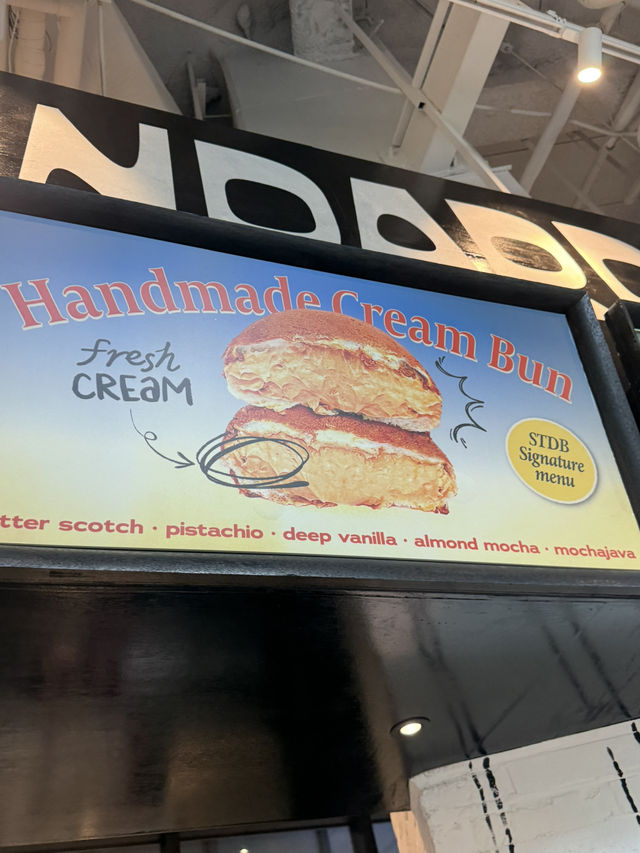 Handmade Cream Bun
fresh
CREAM
STDB
Signature
menu
tter scotch · pistachio · deep vanilla · almond mocha · mochajava